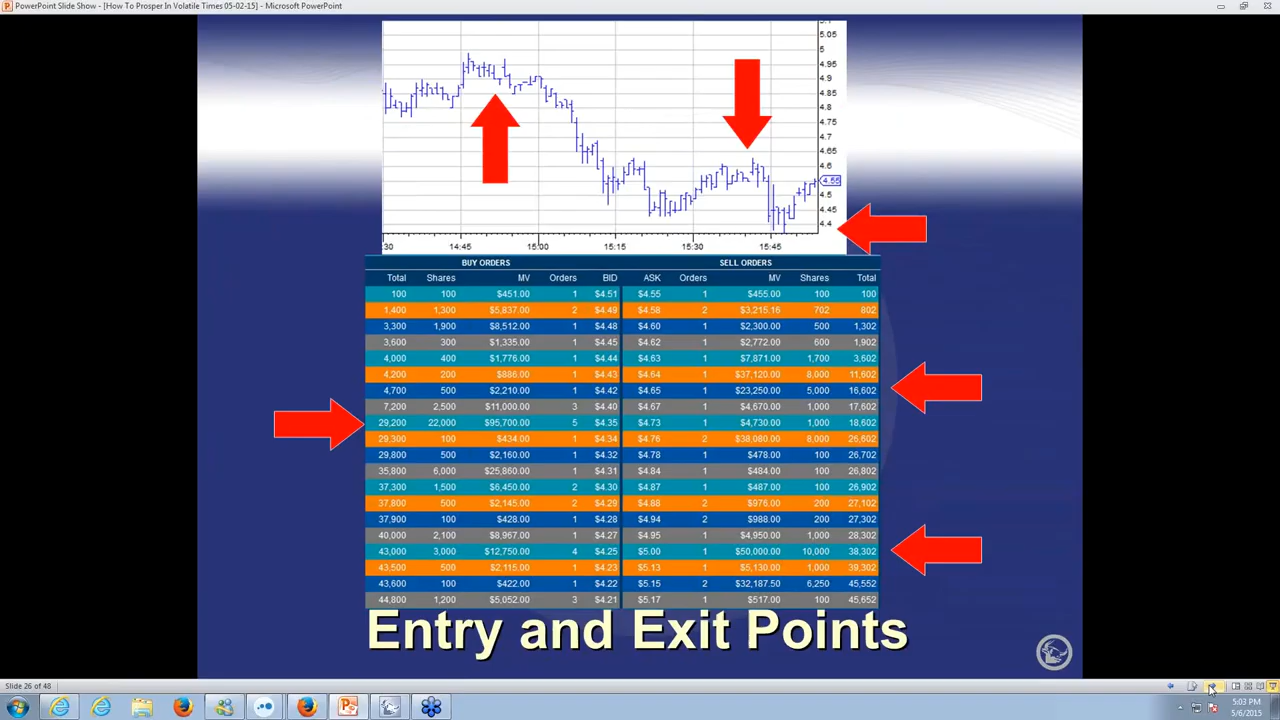 PowerPoint Slide Show - [How To Prosper In Volatile Times 05-02-15] - Microsoft PowerPoint
5.05
5
4.95
4.9
4.85
4.8
4.75
4.7
4.65
4.6
4.55
4.5
4.45
4.4
:30 14:45 15:00 15:15 15:30 15:45
BUY ORDERS SELL ORDERS
Total Shares MV Orders BID ASK Orders MV Shares Total
100 100 $451.00 1 $4.51 $4.55 1 $455.00 100 100
1,400 1,300 $5,837.00 2 $4.49 $4.58 2 $3,215.16 702 802
3,300 1,900 $8,512.00 1 $4.48 $4.60 1 $2,300.00 500 1,302
3,600 300 $1,335.00 1 $4.45 $4.62 1 $2,772.00 600 1,902
4,000 400 $1,776.00 1 $4.44 $4.63 1 $7,871.00 1,700 3,602
4,200 200 $886.00 1 $4.43 $4.64 1 $37,120.00 8,000 11,602
4,700 500 $2,210.00 1 $4.42 $4.65 1 $23,250.00 5,000 16,602
7,200 2,500 $11,000.00 3 $4.40 $4.67 1 $4,670.00 1,000 17,602
29,200 22,000 $95,700.00 5 $4.35 $4.73 1 $4,730.00 1,000 18,602
29,300 100 $434.00 1 $4.34 $4.76 2 $38,080.00 8,000 26,602
29,800 500 $2,160.00 1 $4.32 $4.78 1 $478.00 100 26,702
35,800 6,000 $25,860.00 1 $4.31 $4.84 1 $484.00 100 26,802
37,300 1,500 $6,450.00 2 $4.30 $4.87 1 $487.00 100 26,902
37,800 500 $2,145.00 2 $4.29 $4.88 2 $976.00 200 27,102
37,900 100 $428.00 1 $4.28 $4.94 2 $988.00 200 27,302
40,000 2,100 $8,967.00 1 $4.27 $4.95 1 $4,950.00 1,000 28,302
43,000 3,000 $12,750.00 4 $4.25 $5.00 1 $50,000.00 10,000 38,302
43,500 500 $2,115.00 1 $4.23 $5.13 1 $5,130.00 1,000 39,302
43,600 100 $422.00 1 $4.22 $5.15 2 $32,187.50 6,250 45,552
44,800 1,200 $5,052.00 3 $4.21 $5.17 1 $517.00 100 45,652
Entry and Exit Points
Slide 26 of 48
5:03 PM
5/6/2015